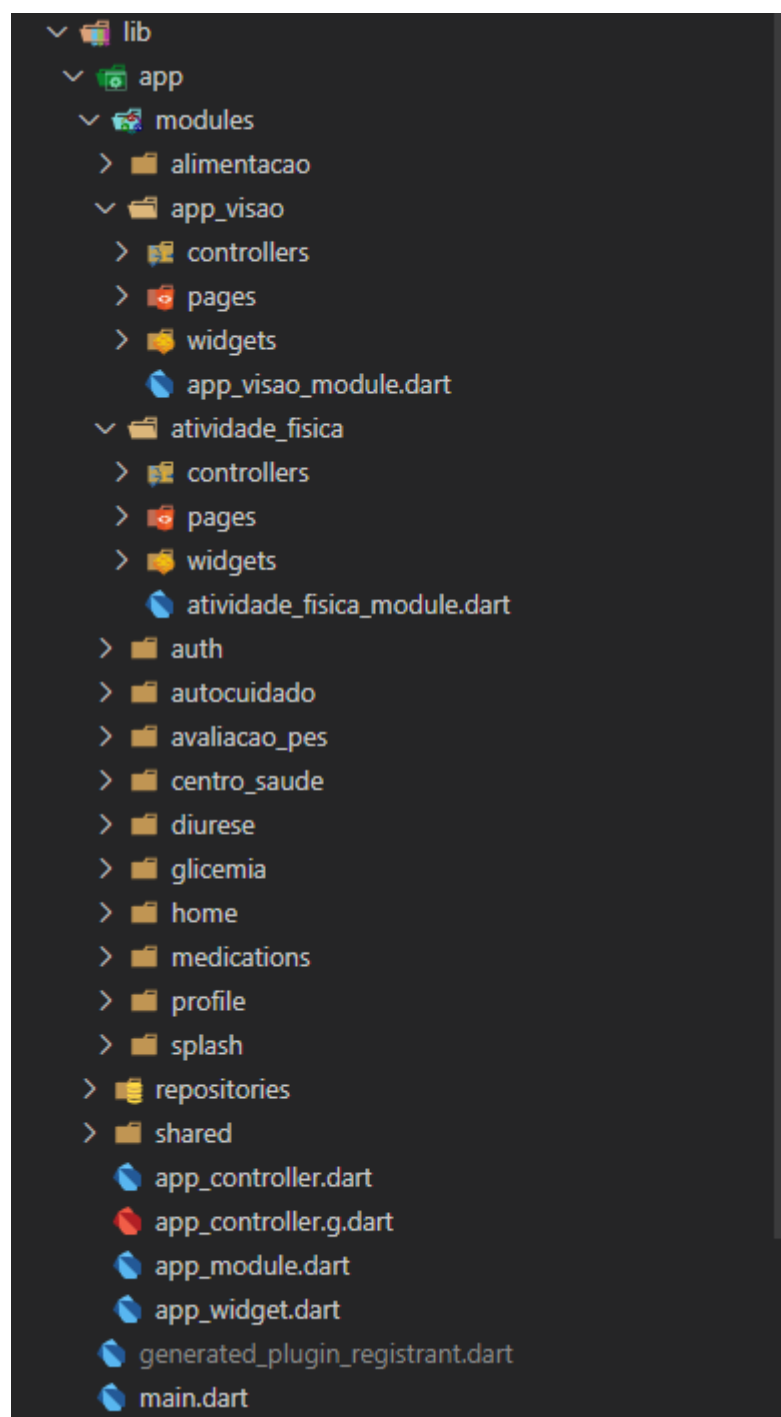 lib
app
modules
alimentacao
app_visao
controllers
pages
widgets
app_visao_module.dart
atividade_fisica
controllers
pages
widgets
atividade_fisica_module.dart
auth
autocuidado
avaliacao_pes
centro_saude
diurese
glicemia
home
medications
profile
splash
repositories
shared
app_controller.dart
app_controller.g.dart
app_module.dart
app_widget.dart
generated_plugin_registrant.dart
main.dart